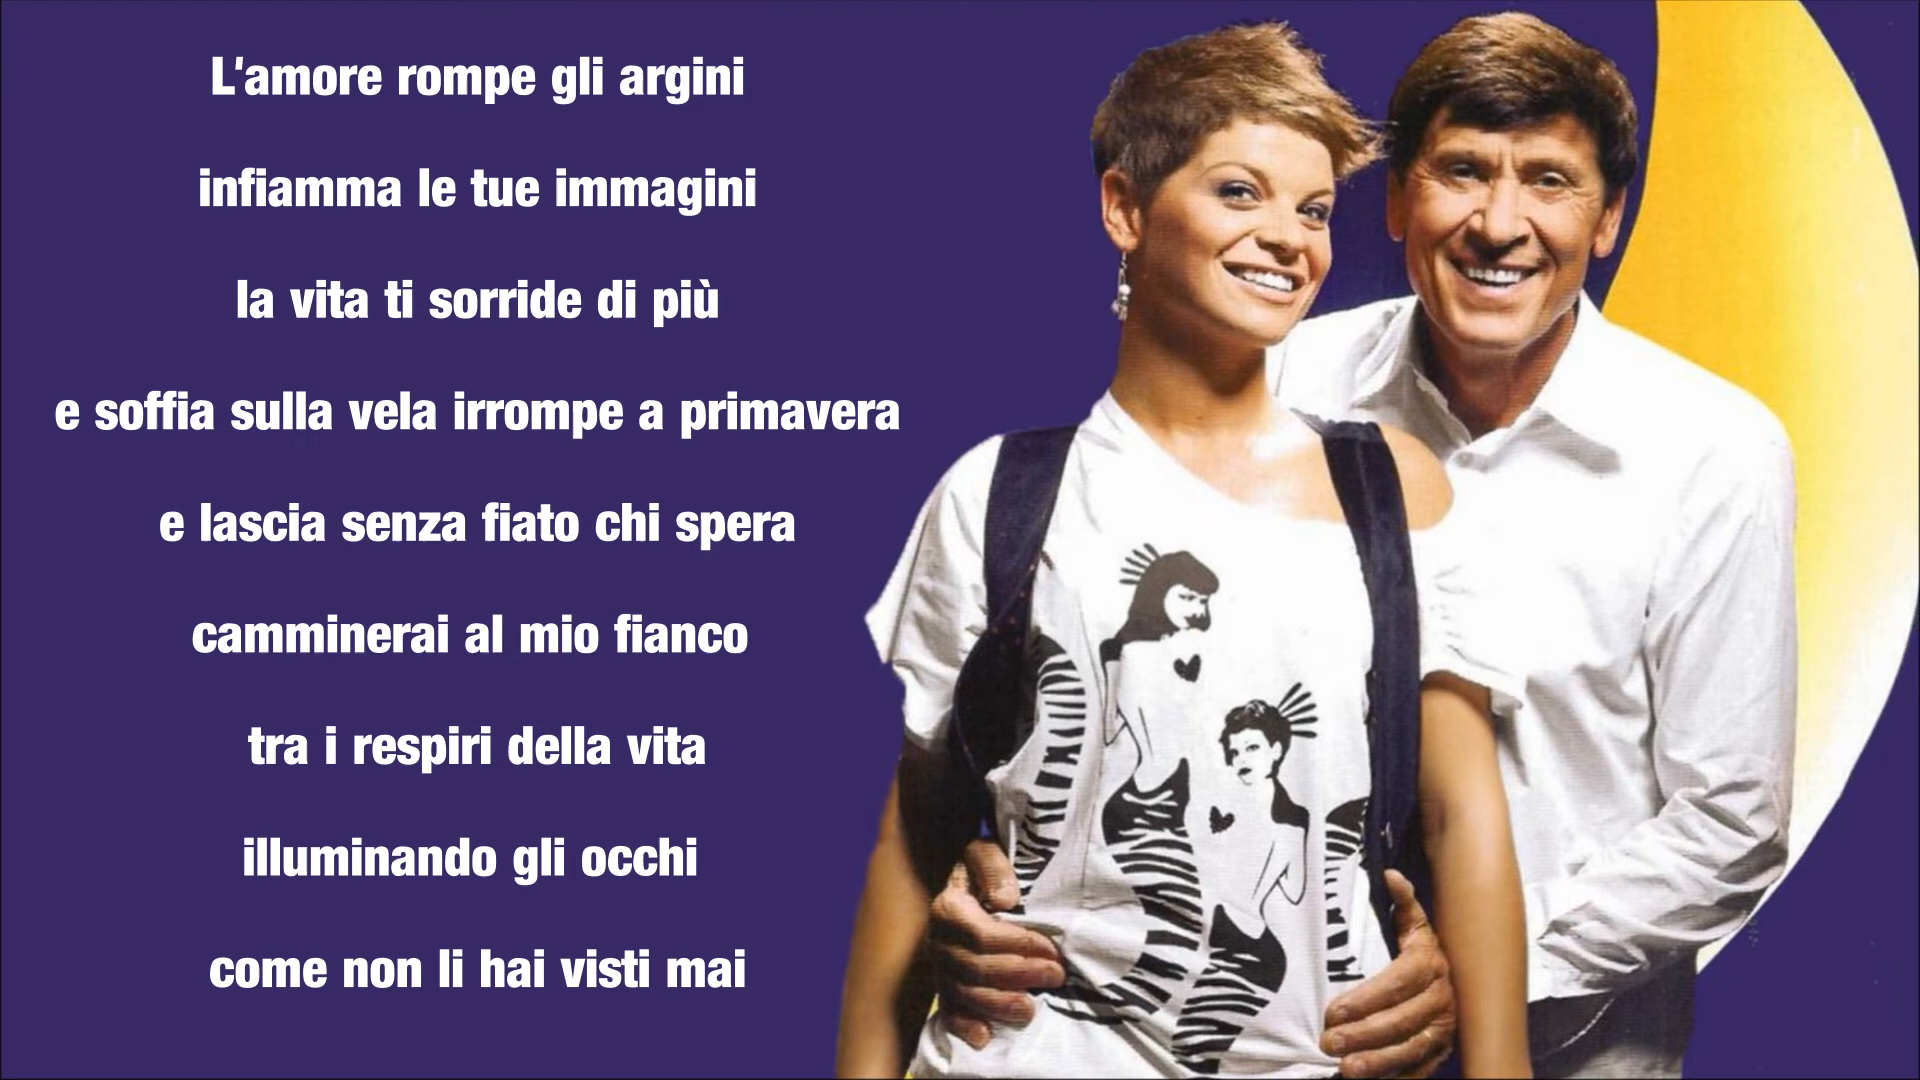 L'amore rompe gli argini
infiamma le tue immagini
la vita ti sorride di più
e soffia sulla vela irrompe a primavera
e lascia senza fiato chi spera
camminerai al mio fianco
tra i respiri della vita
illuminando gli occhi
come non li hai visti mai